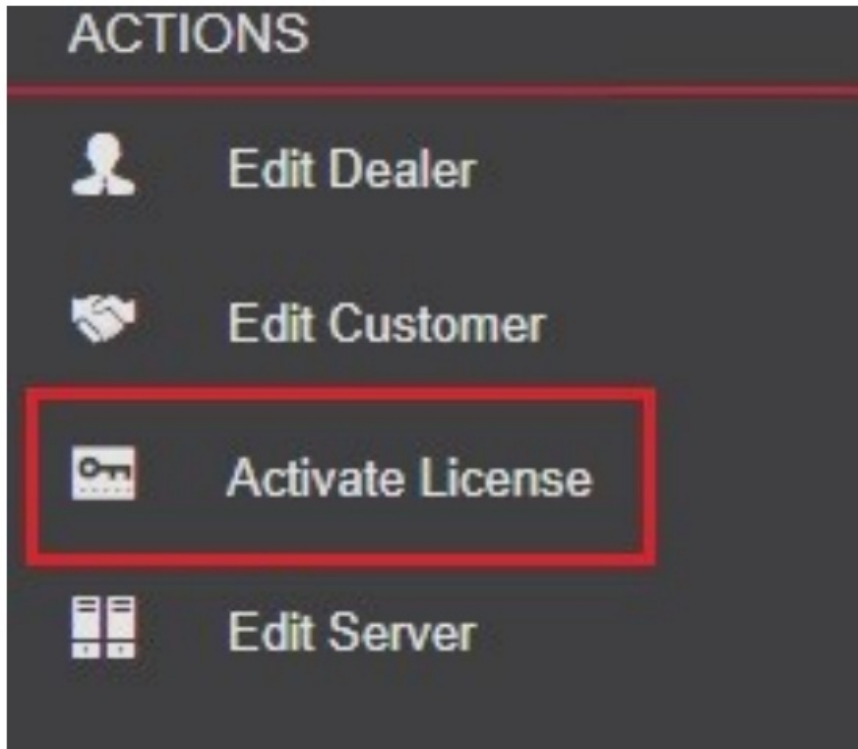 ACTIONS
Edit Dealer
Edit Customer
Activate License
Edit Server